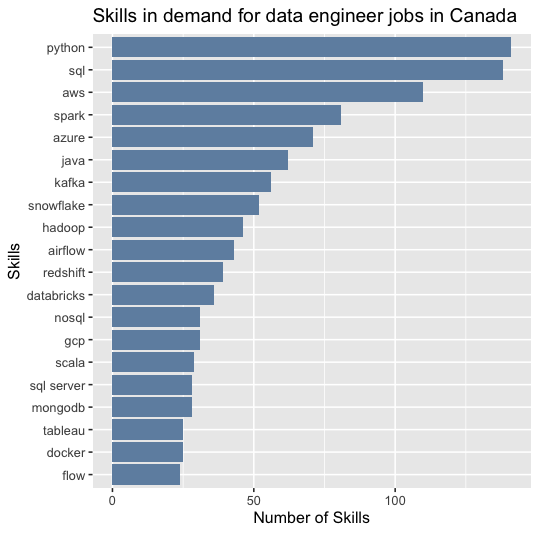 Skills in demand for data engineer jobs in Canada
Skills
python
sql
aws
spark
azure
java
kafka
snowflake
hadoop
airflow
redshift
databricks
nosql
gcp
scala
sql server
mongodb
tableau
docker
flow
0 50 100
Number of Skills